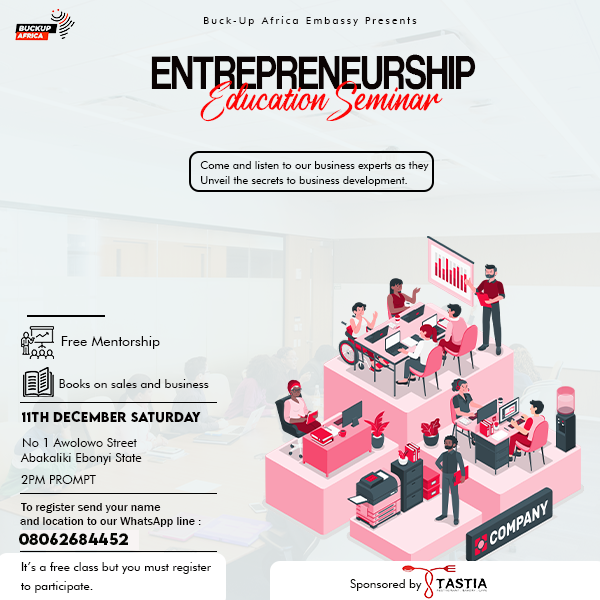 BUCKUP
AFRICA
Buck-Up Africa Embassy Presents
ENTREPRENEURSHIP
Education Seminar
Come and listen to our business experts as they
Unveil the secrets to business development.
Free Mentorship
Books on sales and business
11TH DECEMBER SATURDAY
No 1 Awolowo Street
Abakaliki Ebonyi State
2PM PROMPT
To register send your name
and location to our WhatsApp line :
08062684452
It's a free class but you must register
to participate.
COMPANY
Sponsored by TASTIA